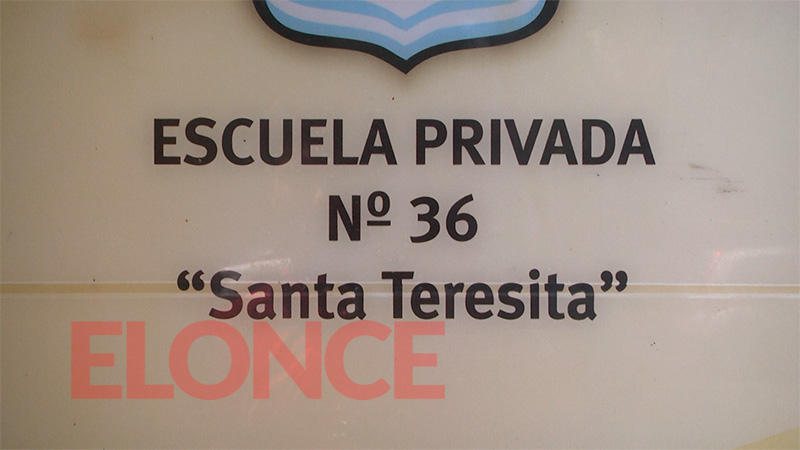 ESCUELA PRIVADA
Nº 36
“Santa Teresita”
ELONCE